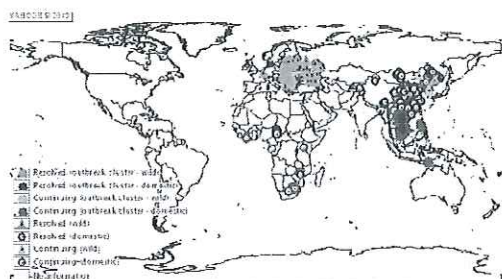 Resolved outbreak cluster - wild
Resolved outbreak cluster - domestic
Continuing outbreak cluster - wild
Continuing outbreak cluster - domestic
Resolved (wild)
Resolved (domestic)
Continuing (wild)
Continuing (domestic)
No information